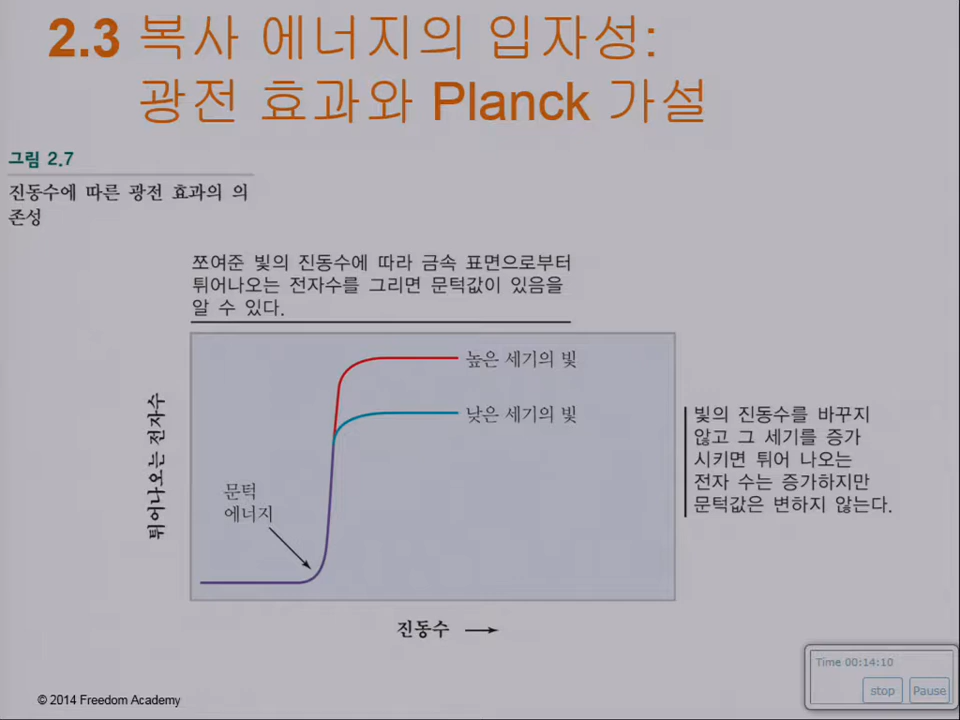 2.3 복사 에너지의 입자성:
광전 효과와 Planck 가설
그림 2.7
진동수에 따른 광전 효과의 의
존성
쪼여준 빛의 진동수에 따라 금속 표면으로부터
튀어나오는 전자수를 그리면 문턱값이 있음을
알 수 있다.
높은 세기의 빛
낮은 세기의 빛
튀어나오는 전자수
문턱
에너지
빛의 진동수를 바꾸지
않고 그 세기를 증가
시키면 튀어 나오는
전자 수는 증가하지만
문턱값은 변하지 않는다.
진동수
Time 00:14:10
stop Pause
© 2014 Freedom Academy